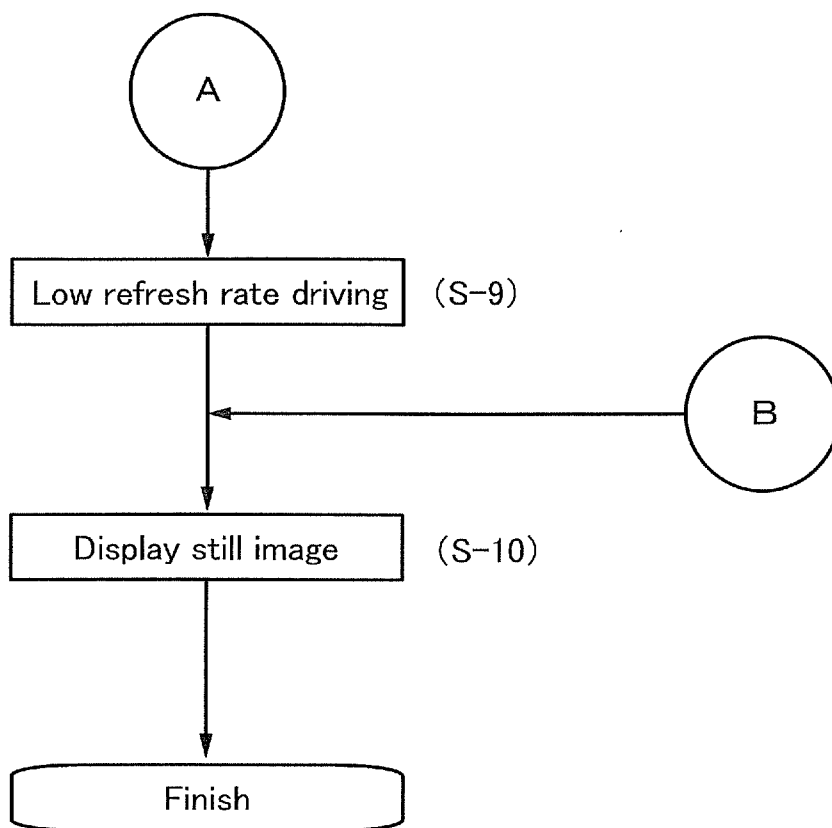 A
Low refresh rate driving (S-9)
B
Display still image (S-10)
Finish